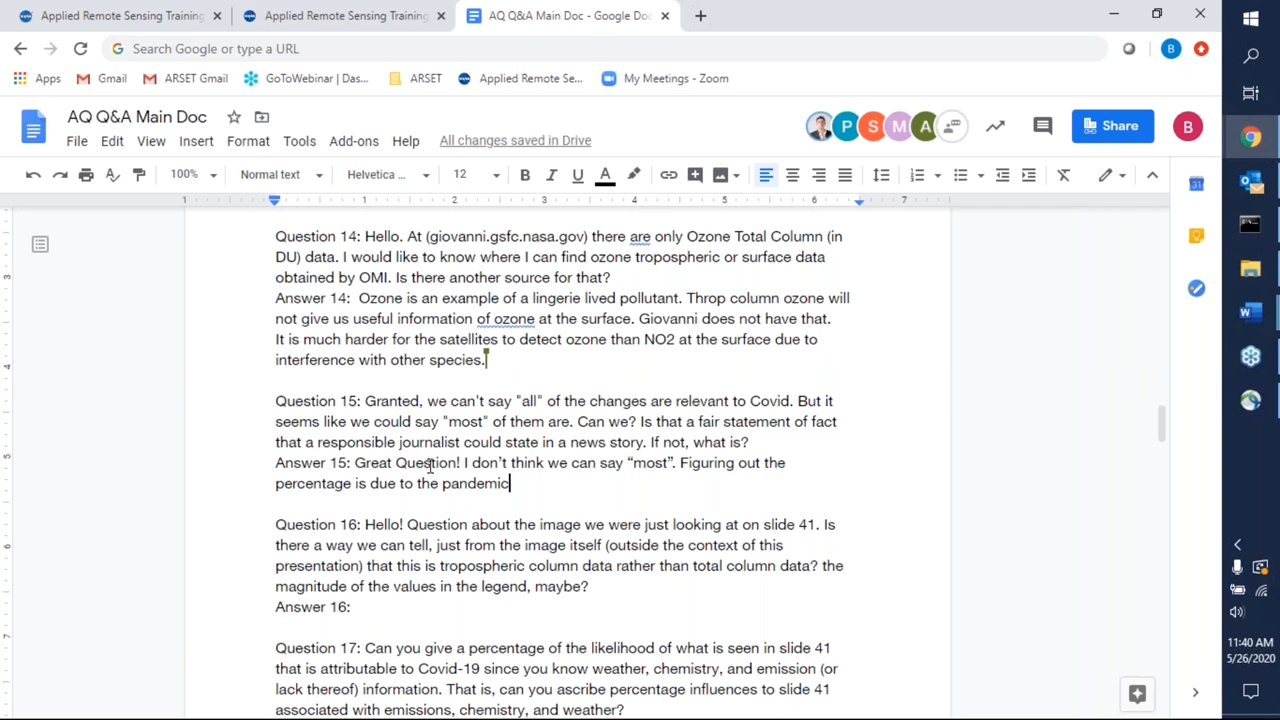 Applied Remote Sensing Training
Applied Remote Sensing Training
AQ Q&A Main Doc - Google Doc
Search Google or type a URL
B
Apps
Gmail
ARSET Gmail
GoToWebinar | Das...
ARSET
Applied Remote Se...
My Meetings - Zoom
AQ Q&A Main Doc
File Edit View Insert Format Tools Add-ons Help All changes saved in Drive
P S M A
Share
B
100% Normal text Helvetica ... 12 B I U A
1 1 2 3 4 5 6 7
Question 14: Hello. At (giovanni.gsfc.nasa.gov) there are only Ozone Total Column (in
DU) data. I would like to know where I can find ozone tropospheric or surface data
obtained by OMI. Is there another source for that?
Answer 14:  Ozone is an example of a lingerie lived pollutant. Throp column ozone will
not give us useful information of ozone at the surface. Giovanni does not have that.
It is much harder for the satellites to detect ozone than NO2 at the surface due to
interference with other species.
Question 15: Granted, we can't say "all" of the changes are relevant to Covid. But it
seems like we could say "most" of them are. Can we? Is that a fair statement of fact
that a responsible journalist could state in a news story. If not, what is?
Answer 15: Great Question! I don’t think we can say “most”. Figuring out the
percentage is due to the pandemic
Question 16: Hello! Question about the image we were just looking at on slide 41. Is
there a way we can tell, just from the image itself (outside the context of this
presentation) that this is tropospheric column data rather than total column data? the
magnitude of the values in the legend, maybe?
Answer 16:
Question 17: Can you give a percentage of the likelihood of what is seen in slide 41
that is attributable to Covid-19 since you know weather, chemistry, and emission (or
lack thereof) information. That is, can you ascribe percentage influences to slide 41
associated with emissions, chemistry, and weather?
3
4
5
6
7
31
11:40 AM
5/26/2020